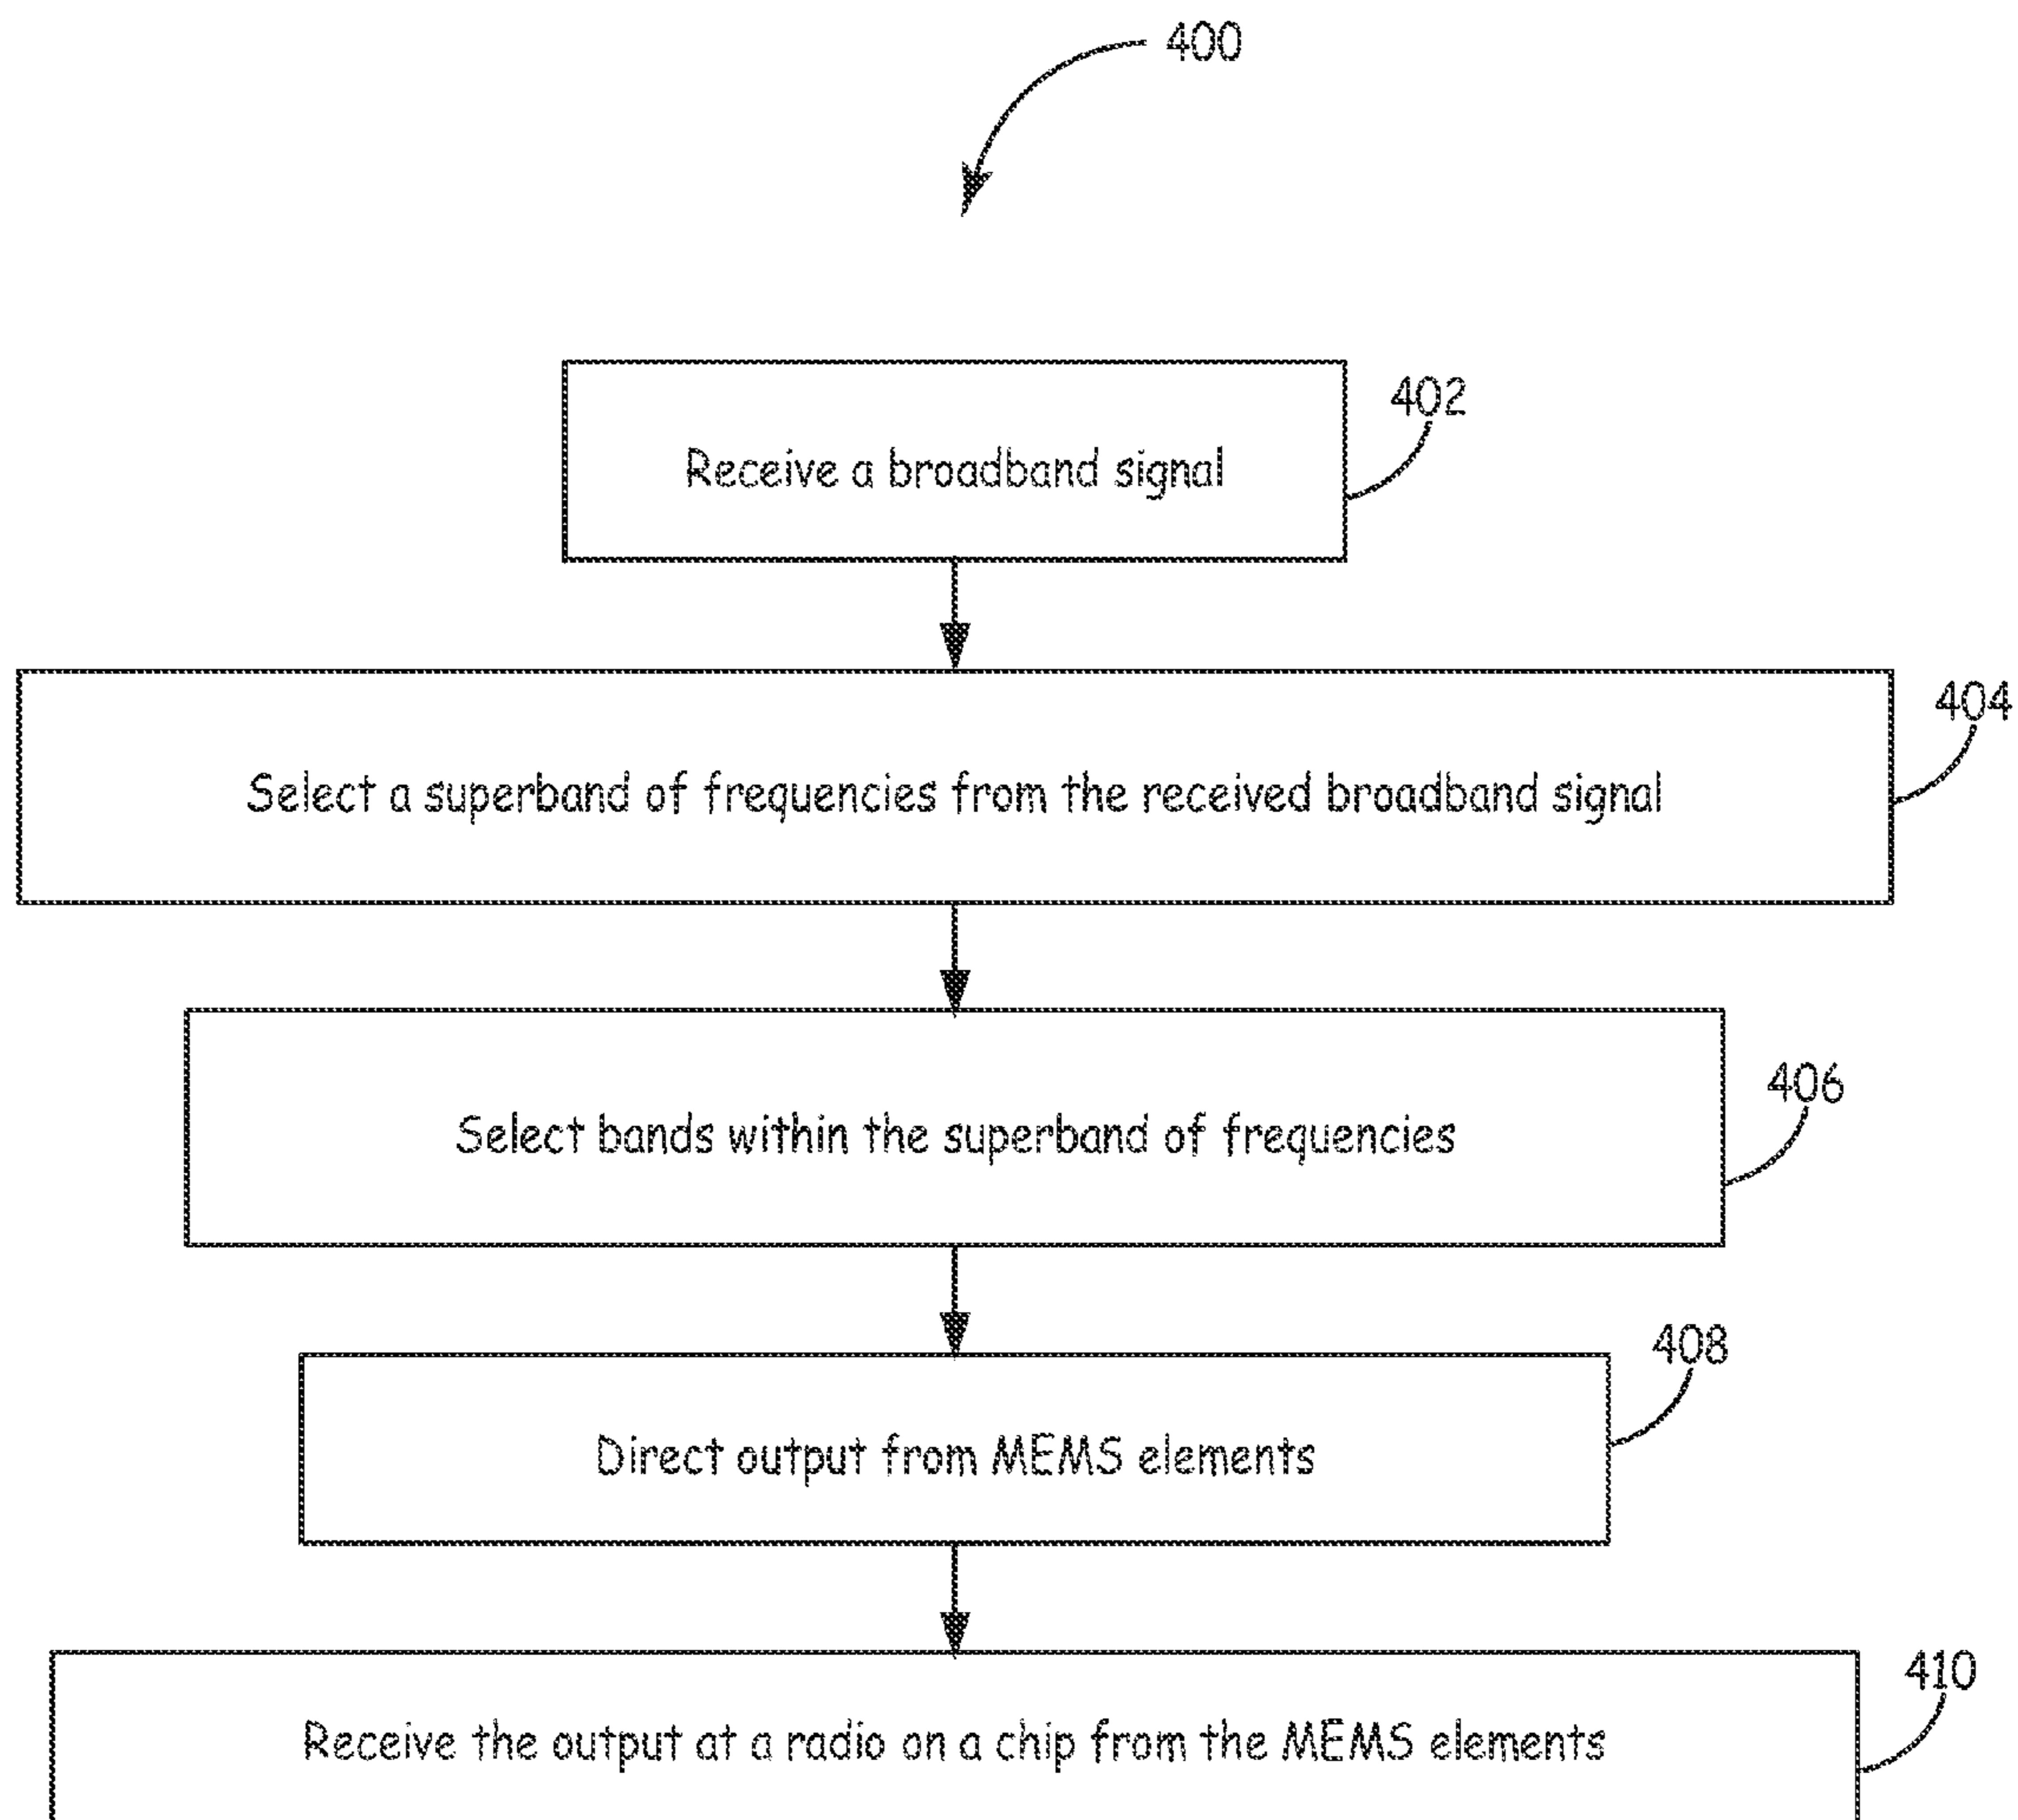 400
402
Receive a broadband signal
404
Select a superband of frequencies from the received broadband signal
406
Select bands within the superband of frequencies
408
Direct output from MEMS elements
410
Receive the output at a radio on a chip from the MEMS elements